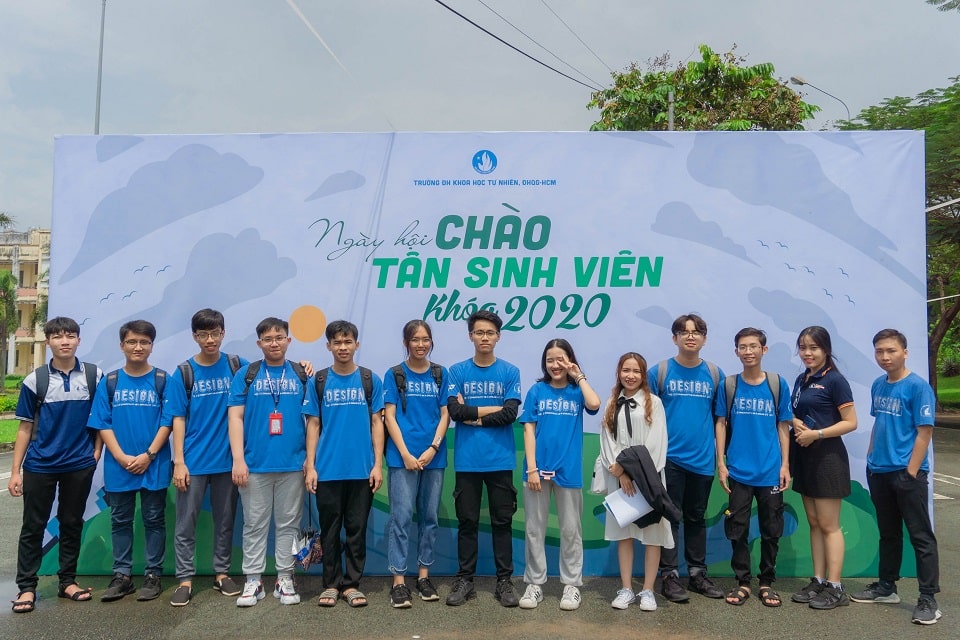 TRƯỜNG ĐH KHOA HỌC TỰ NHIÊN, ĐHQG-HCM
Ngày hội CHÀO
TÂN SINH VIÊN
Khóa 2020
DESIGN
DESIGN
DESIGN
DESIGN
DESIGN
DESIGN
DESIGN
DESIGN
DESIGN
DESIGN